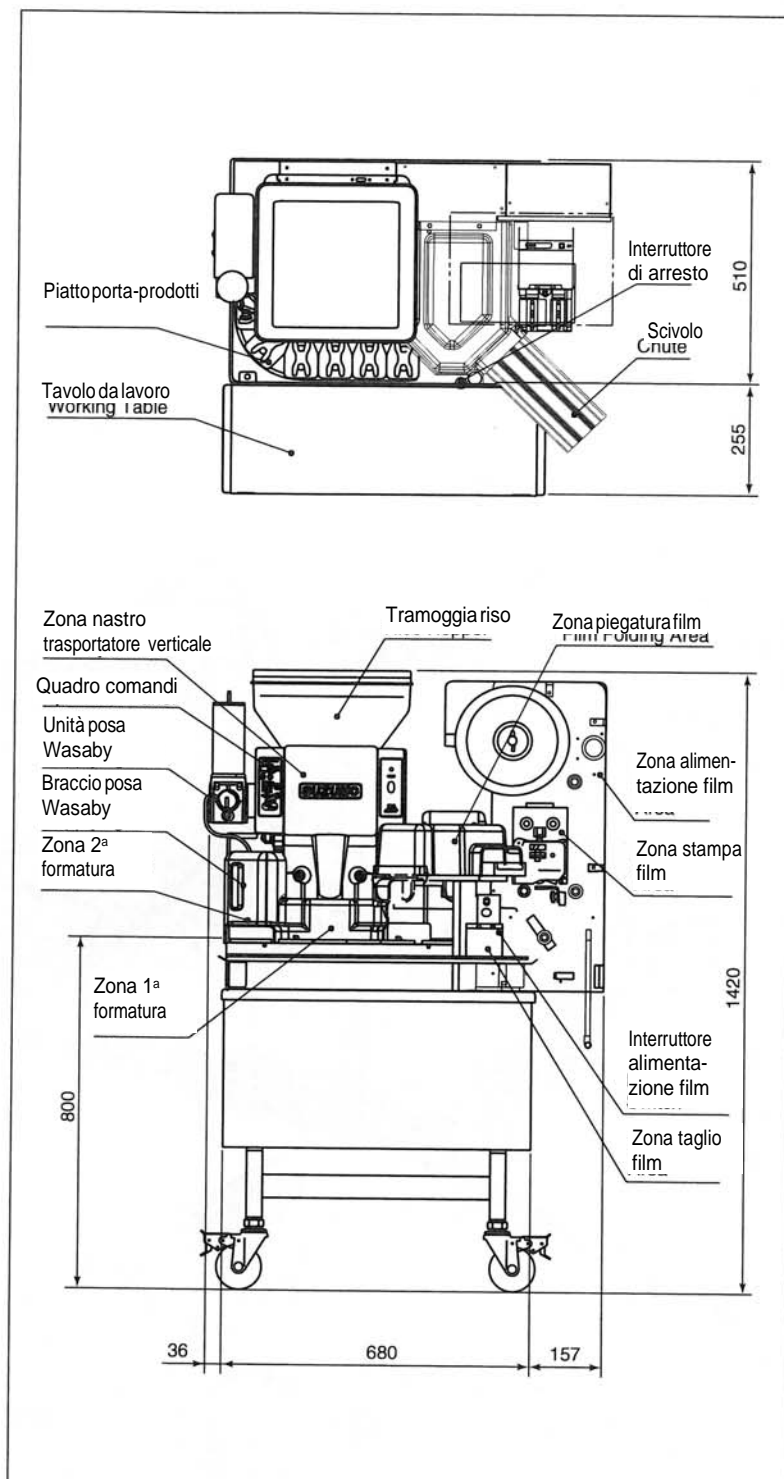 Interruttore
di arresto
510
Piatto porta-prodotti
Scivolo
Chute
Tavolo da lavoro
Working Table
255
Zona nastro
trasportatore verticale
Tramoggia riso
Zona piegatura film
Film Folding Area
Quadro comandi
Unità posa
Wasaby
Zona alimen-
tazione film
Braccio posa
Wasaby
Zona 2ª
formatura
Zona stampa
film
Zona 1ª
formatura
1420
800
Interruttore
alimenta-
zione film
Zona taglio
film
36
680
157